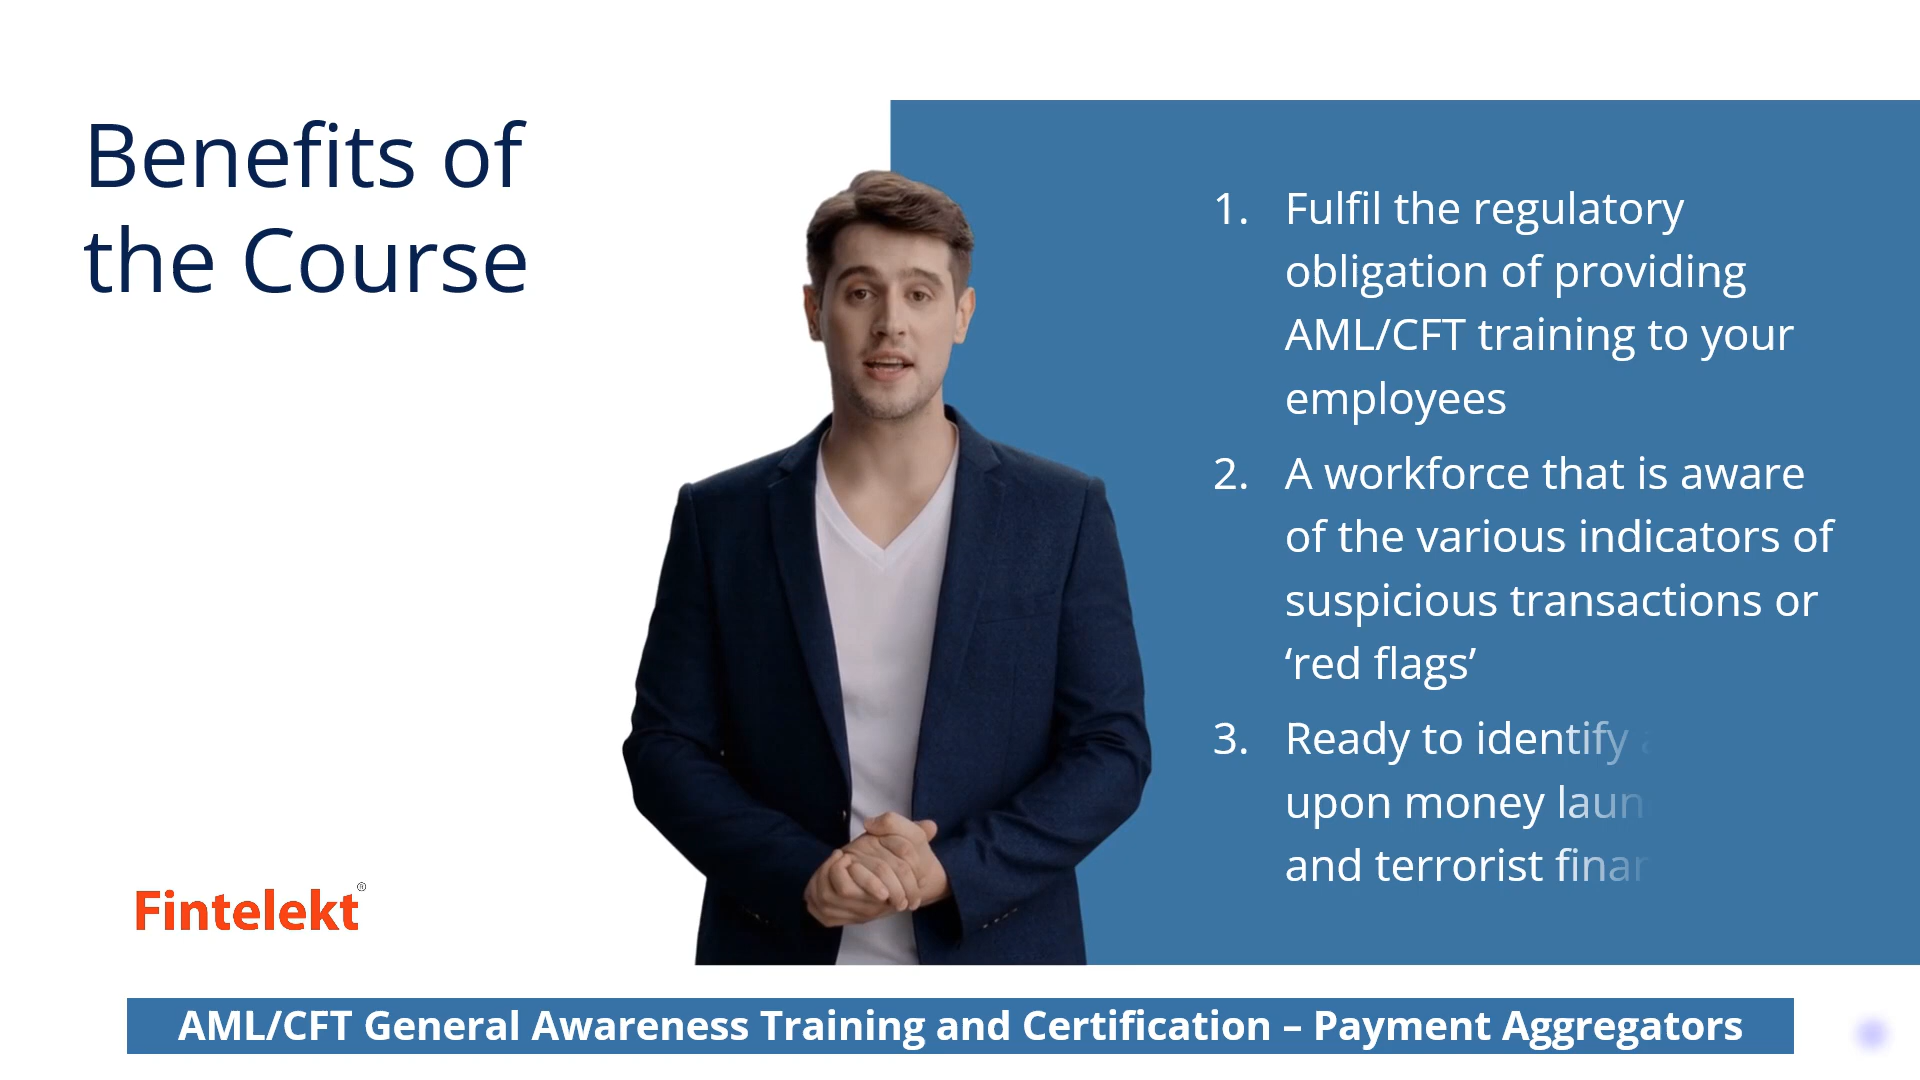 Benefits of
the Course
1. Fulfil the regulatory
obligation of providing
AML/CFT training to your
employees
2. A workforce that is aware
of the various indicators of
suspicious transactions or
‘red flags’
3. Ready to identify
upon money laun
and terrorist finan
Fintelekt®
AML/CFT General Awareness Training and Certification – Payment Aggregators